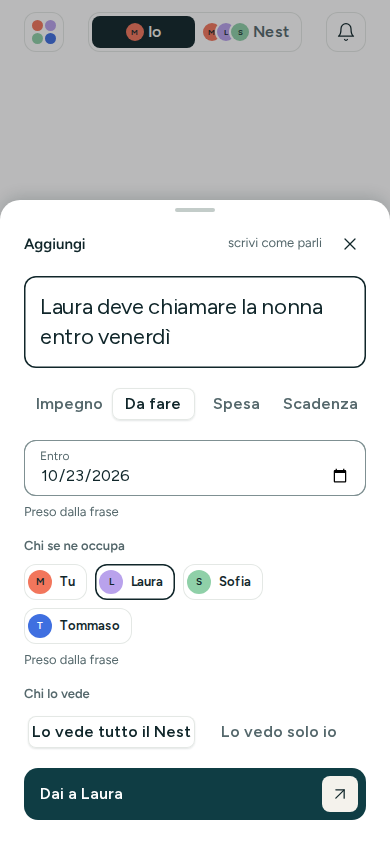 M Io
M L S Nest
Aggiungi
scrivi come parli
Laura deve chiamare la nonna
entro venerdì
Impegno Da fare Spesa Scadenza
Entro
10/23/2026
Preso dalla frase
Chi se ne occupa
M Tu L Laura S Sofia
T Tommaso
Preso dalla frase
Chi lo vede
Lo vede tutto il Nest Lo vedo solo io
Dai a Laura